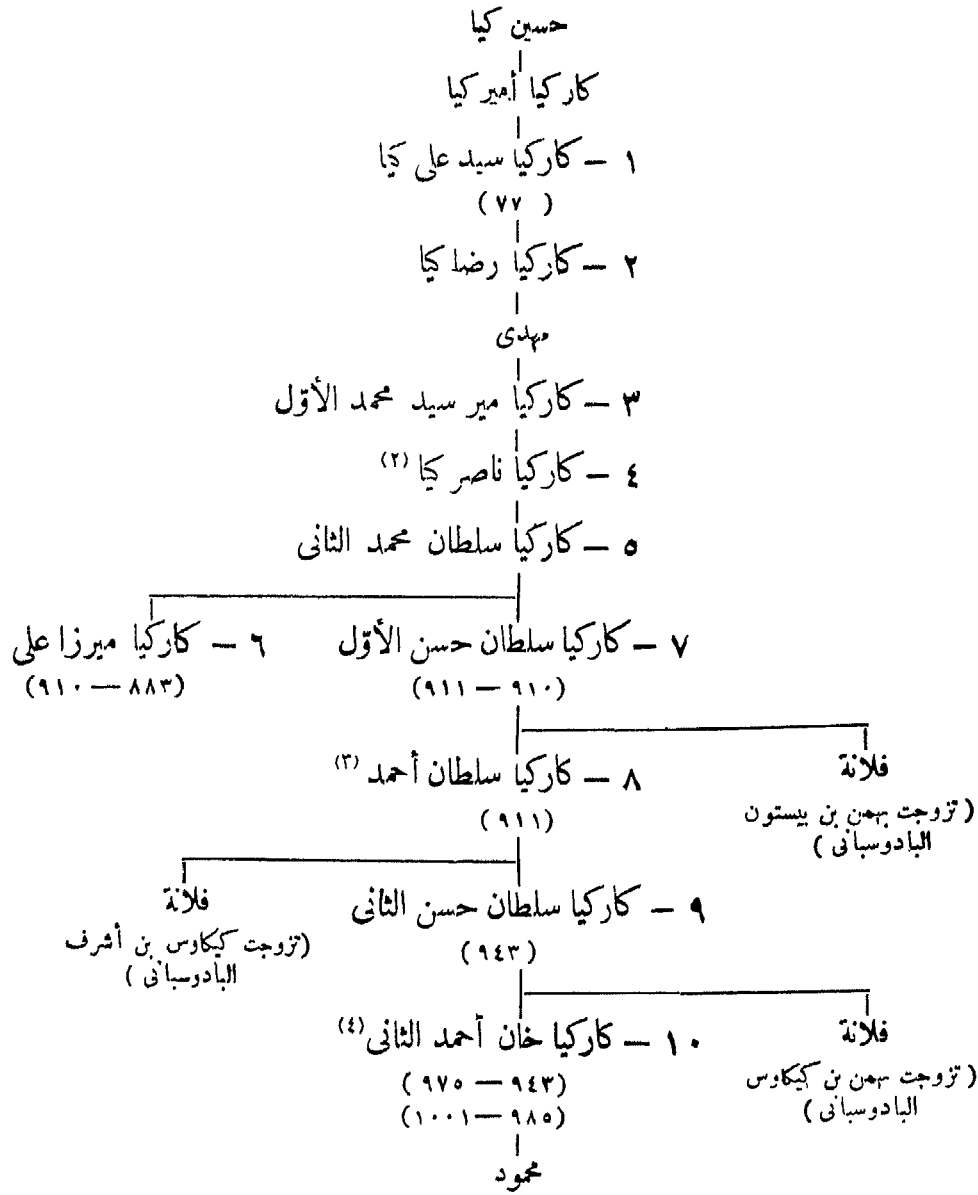 حسين كيا
كاركيا أمير كيا
١ – كاركيا سيد على كيا
(٧٧ )
٢ – كاركيا رضا كيا
مهدى
٣ – كاركيا مير سيد محمد الأوّل
٤ – كاركيا ناصر كيا (٢)
٥ – كاركيا سلطان محمد الثانى
٧ – كاركيا سلطان حسن الأوّل
(٩١٠ – ٩١١)
٦ – كاركيا ميرزا على
(٨٨٣ – ٩١٠)
فلانة
(تزوجت بهمن بن بيستون
البادوسبانى)
٨ – كاركيا سلطان أحمد (٣)
(٩١١)
٩ – كاركيا سلطان حسن الثانى
(٩٤٣)
فلانة
(تزوجت كيكاوس بن أشرف
البادوسبانى)
فلانة
(تزوجت بهمن بن كيكاوس
البادوسبانى)
١٠ – كاركيا خان أحمد الثانى (٤)
(٩٤٣ – ٩٧٥)
(٩٨٥ – ١٠٠١)
محمود